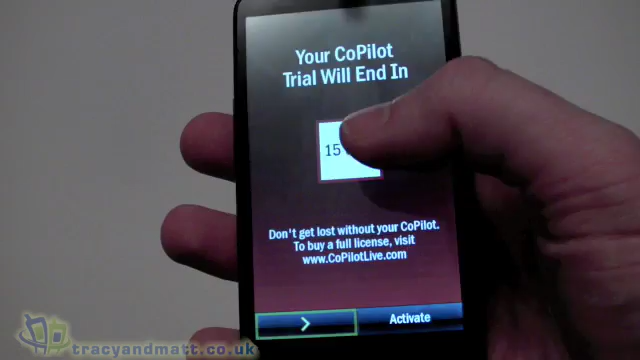 Your CoPilot
Trial Will End In
15
Don't get lost without your CoPilot.
To buy a full license, visit
www.CoPilotLive.com
Activate
tracyandmatt.co.uk